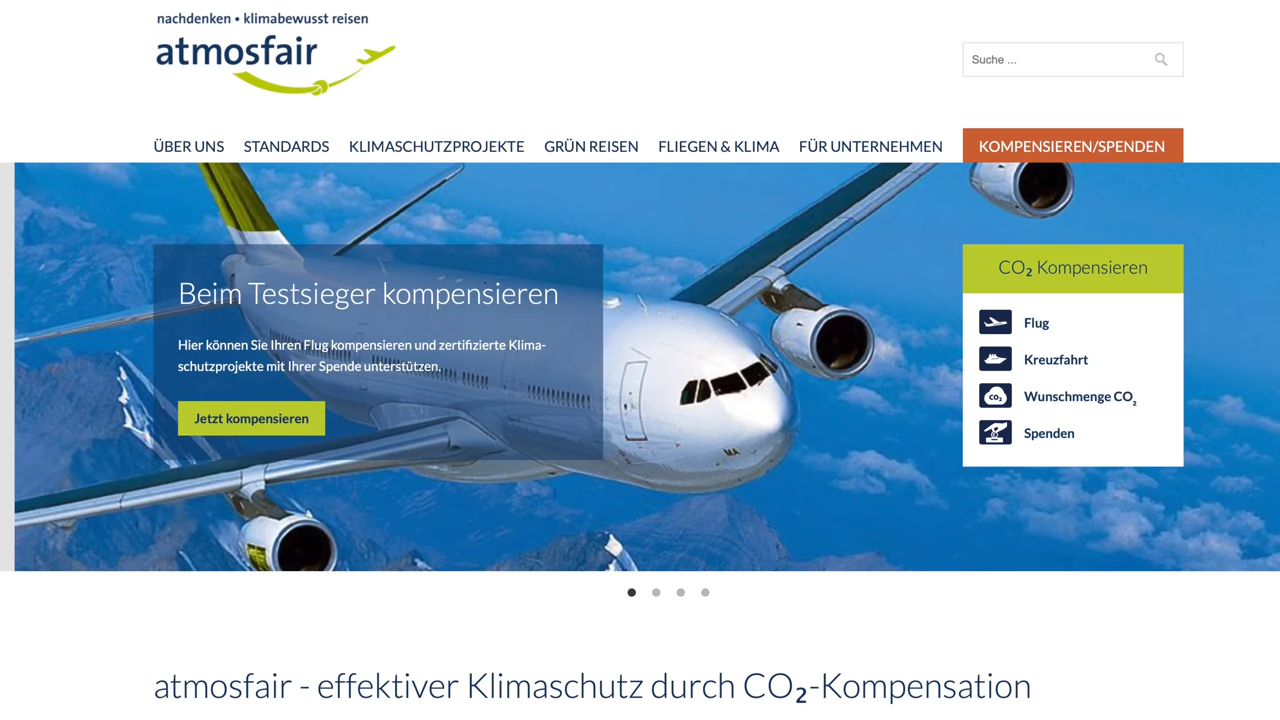 nachdenken • klimabewusst reisen
atmosfair
Suche ...
ÜBER UNS STANDARDS KLIMASCHUTZPROJEKTE GRÜN REISEN FLIEGEN & KLIMA FÜR UNTERNEHMEN KOMPENSIEREN/SPENDEN
Beim Testsieger kompensieren
Hier können Sie Ihren Flug kompensieren und zertifizierte Klima-
schutzprojekte mit Ihrer Spende unterstützen.
Jetzt kompensieren
CO₂ Kompensieren
Flug
Kreuzfahrt
CO₂ Wunschmenge CO₂
Spenden
MA
atmosfair - effektiver Klimaschutz durch CO₂-Kompensation